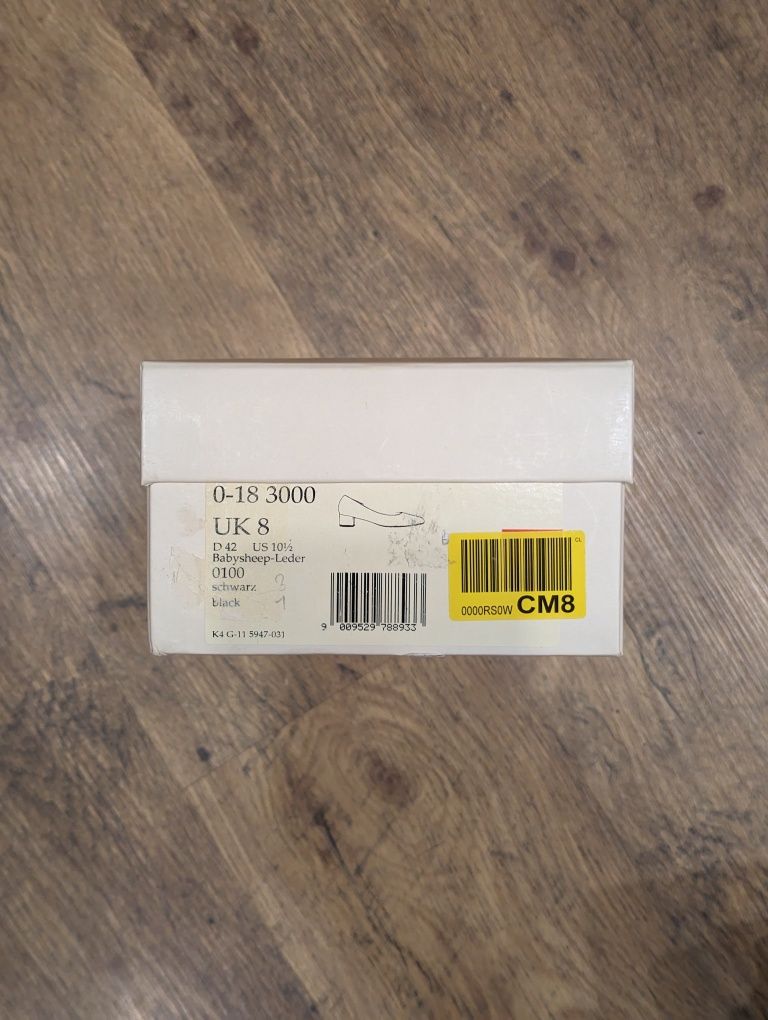 0-18 3000
UK 8
D 42 US 10½
Babysheep-Leder
0100
schwarz
black
K4 G-11 5947-031
9 009529 788933
CL
0000RS0W CM8